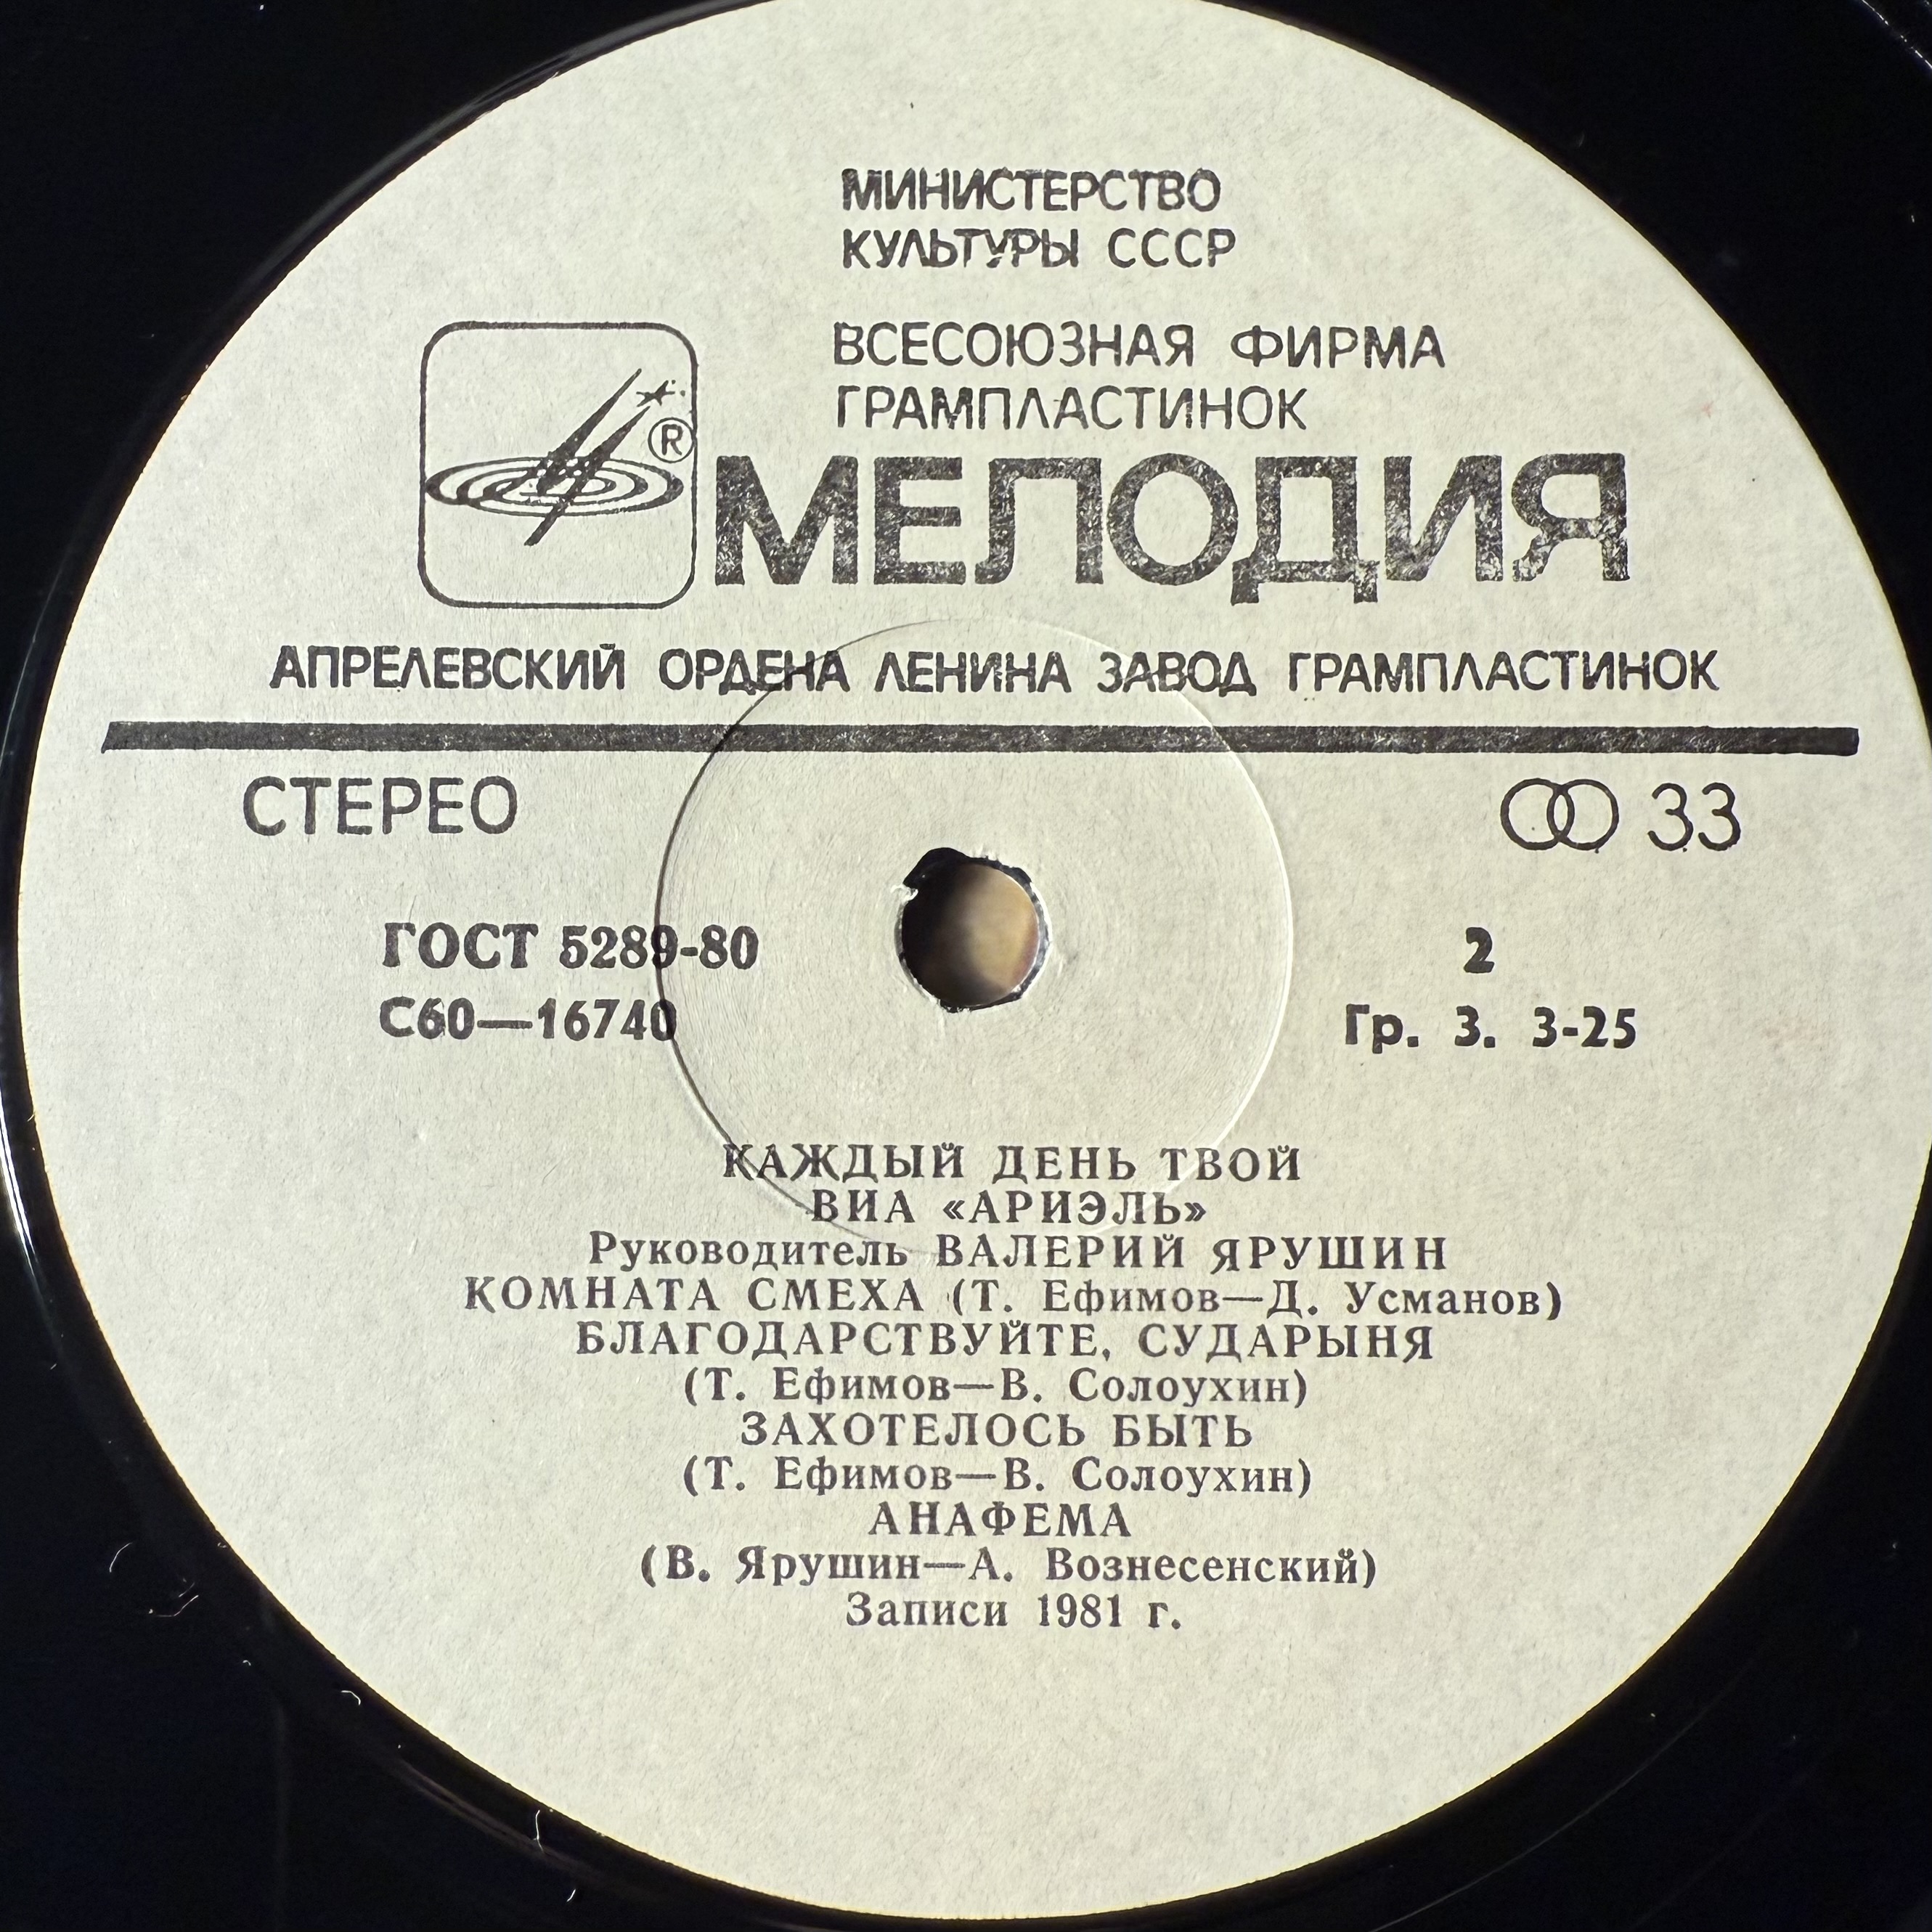 МИНИСТЕРСТВО
КУЛЬТУРЫ СССР
ВСЕСОЮЗНАЯ ФИРМА
ГРАМПЛАСТИНОК
®
МЕЛОДИЯ
АПРЕЛЕВСКИЙ ОРДЕНА ЛЕНИНА ЗАВОД ГРАМПЛАСТИНОК
СТЕРЕО 33
ГОСТ 5289-80 2
С60—16740 Гр. 3. 3-25
КАЖДЫЙ ДЕНЬ ТВОЙ
ВИА «АРИЭЛЬ»
Руководитель ВАЛЕРИЙ ЯРУШИН
КОМНАТА СМЕХА (Т. Ефимов—Д. Усманов)
БЛАГОДАРСТВУЙТЕ, СУДАРЫНЯ
(Т. Ефимов—В. Солоухин)
ЗАХОТЕЛОСЬ БЫТЬ
(Т. Ефимов—В. Солоухин)
АНАФЕМА
(В. Ярушин—А. Вознесенский)
Записи 1981 г.